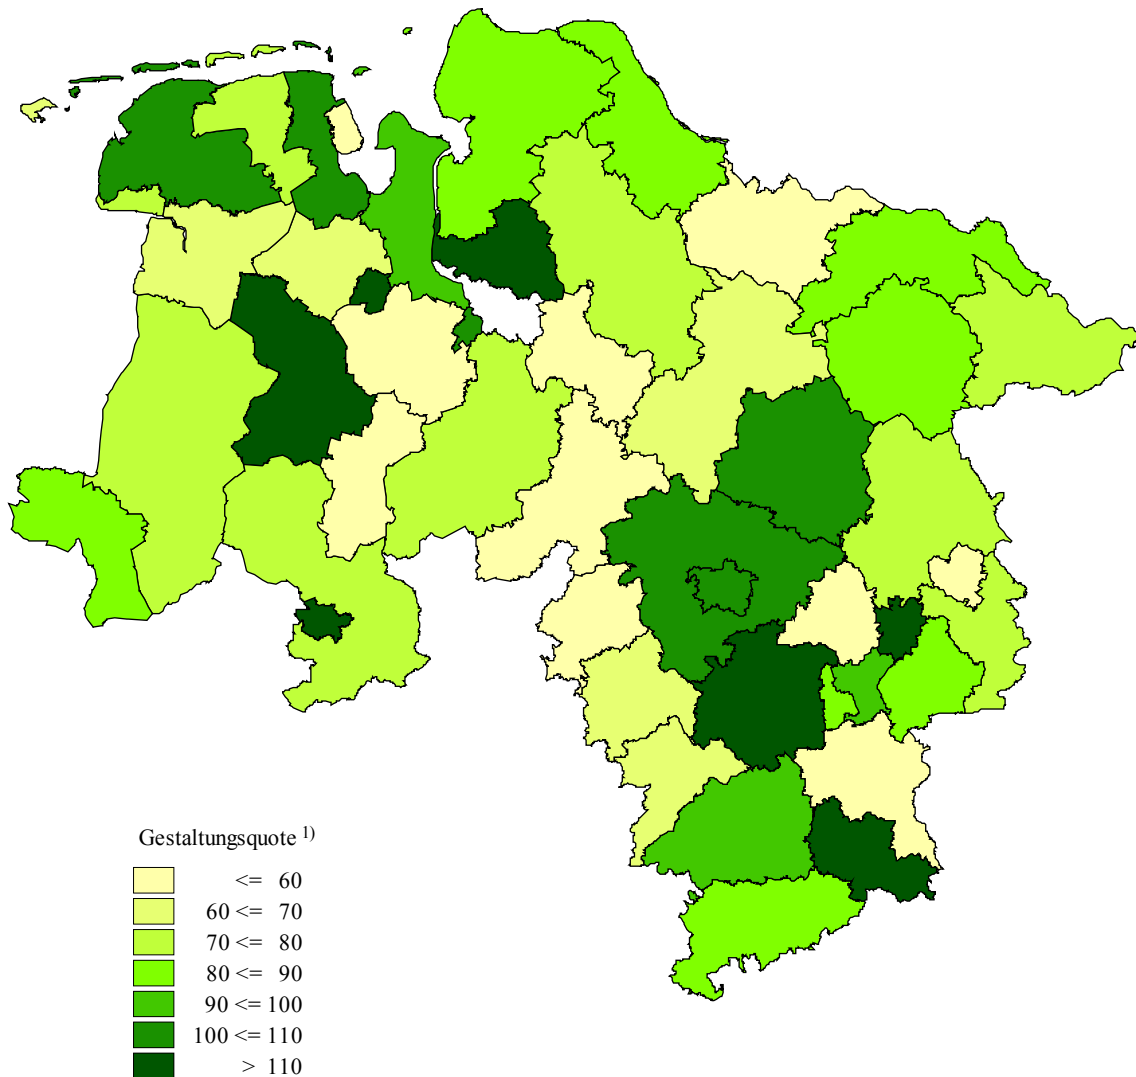 Gestaltungsquote 1)
<= 60
60 <= 70
70 <= 80
80 <= 90
90 <= 100
100 <= 110
> 110